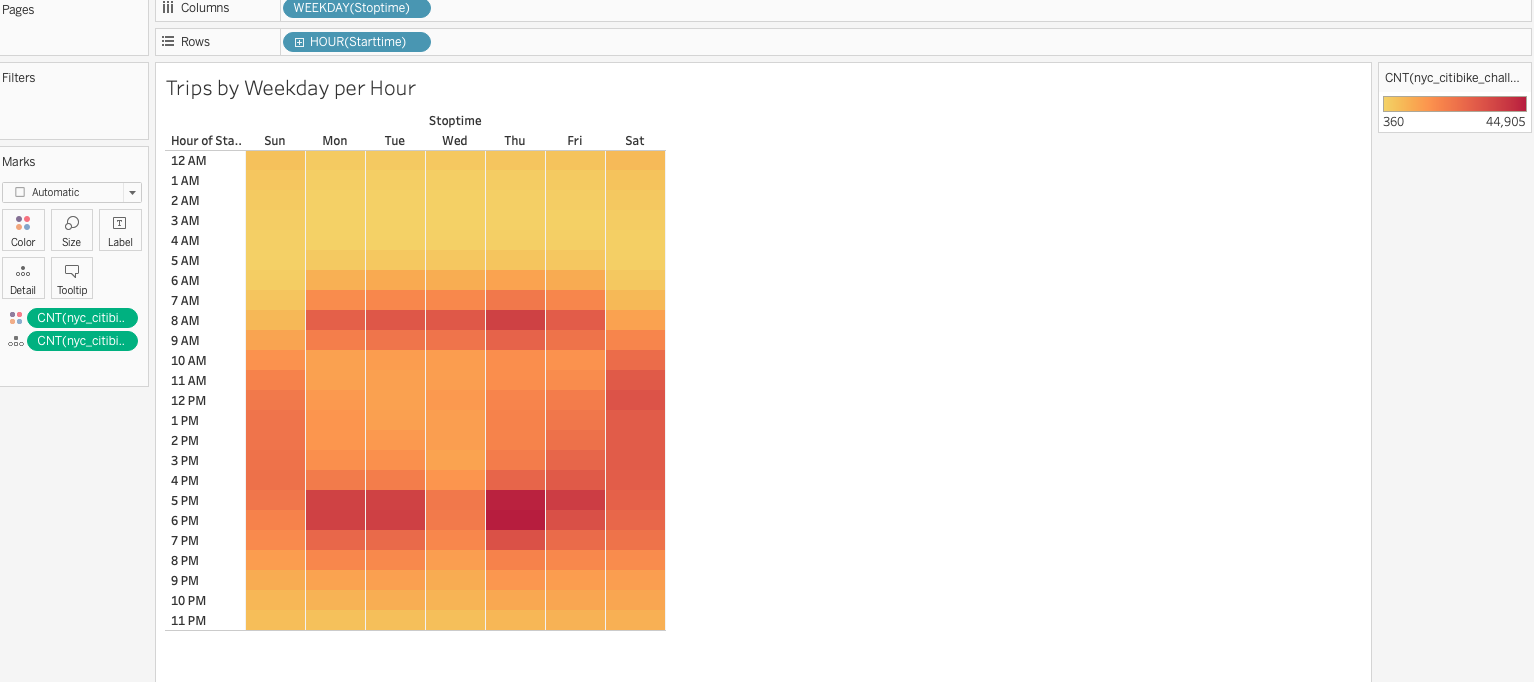 Pages
Columns
WEEKDAY(Stoptime)
Rows
HOUR(Starttime)
Filters
Marks
Automatic
Color Size Label
Detail Tooltip
CNT(nyc_citibi..
CNT(nyc_citibi..
Trips by Weekday per Hour
Stoptime
Hour of Sta.. Sun Mon Tue Wed Thu Fri Sat
12 AM
1 AM
2 AM
3 AM
4 AM
5 AM
6 AM
7 AM
8 AM
9 AM
10 AM
11 AM
12 PM
1 PM
2 PM
3 PM
4 PM
5 PM
6 PM
7 PM
8 PM
9 PM
10 PM
11 PM
CNT(nyc_citibike_chall...
360 44,905